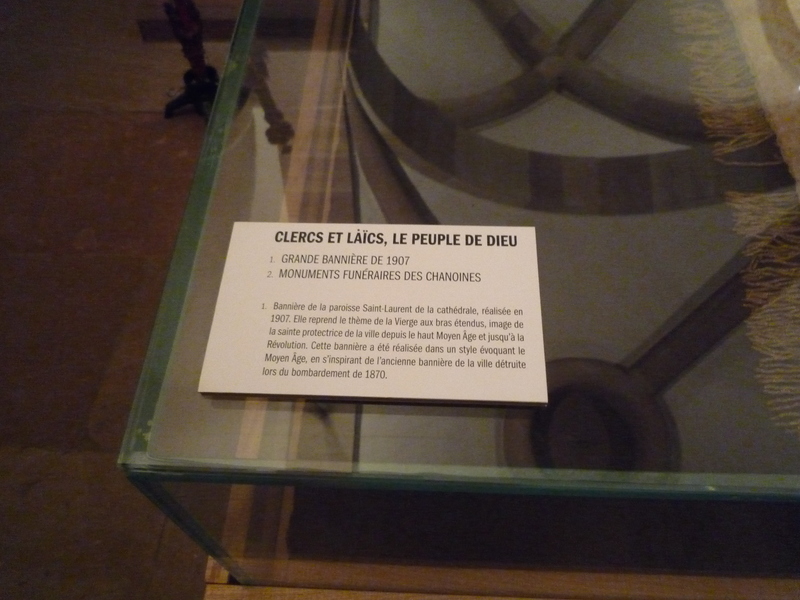 CLERCS ET LÀÏCS, LE PEUPLE DE DIEU
1. GRANDE BANNIÈRE DE 1907
2. MONUMENTS FUNÉRAIRES DES CHANOINES
1. Bannière de la paroisse Saint-Laurent de la cathédrale, réalisée en
1907. Elle reprend le thème de la Vierge aux bras étendus, image de
la sainte protectrice de la ville depuis le haut Moyen Âge et jusqu'à la
Révolution. Cette bannière a été réalisée dans un style évoquant le
Moyen Âge, en s'inspirant de l'ancienne bannière de la ville détruite
lors du bombardement de 1870.